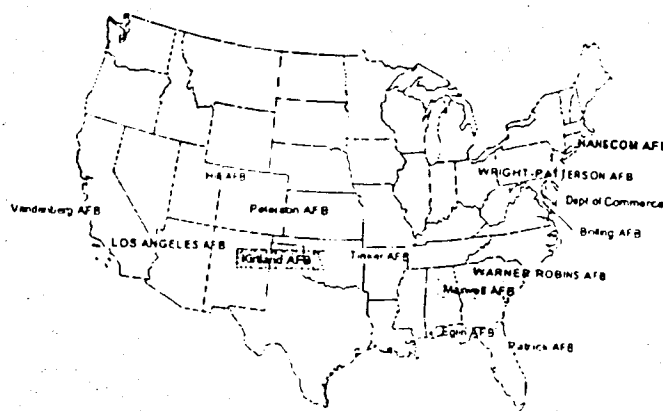 HANSCOM AFB
WRIGHT-PATTERSON AFB
Hill AFB
Dept of Commerce
Peterson AFB
Vandenberg AFB
Bolling AFB
LOS ANGELES AFB
Kirtland AFB
Tinker AFB
WARNER ROBINS AFB
Maxwell AFB
Eglin AFB
Patrick AFB